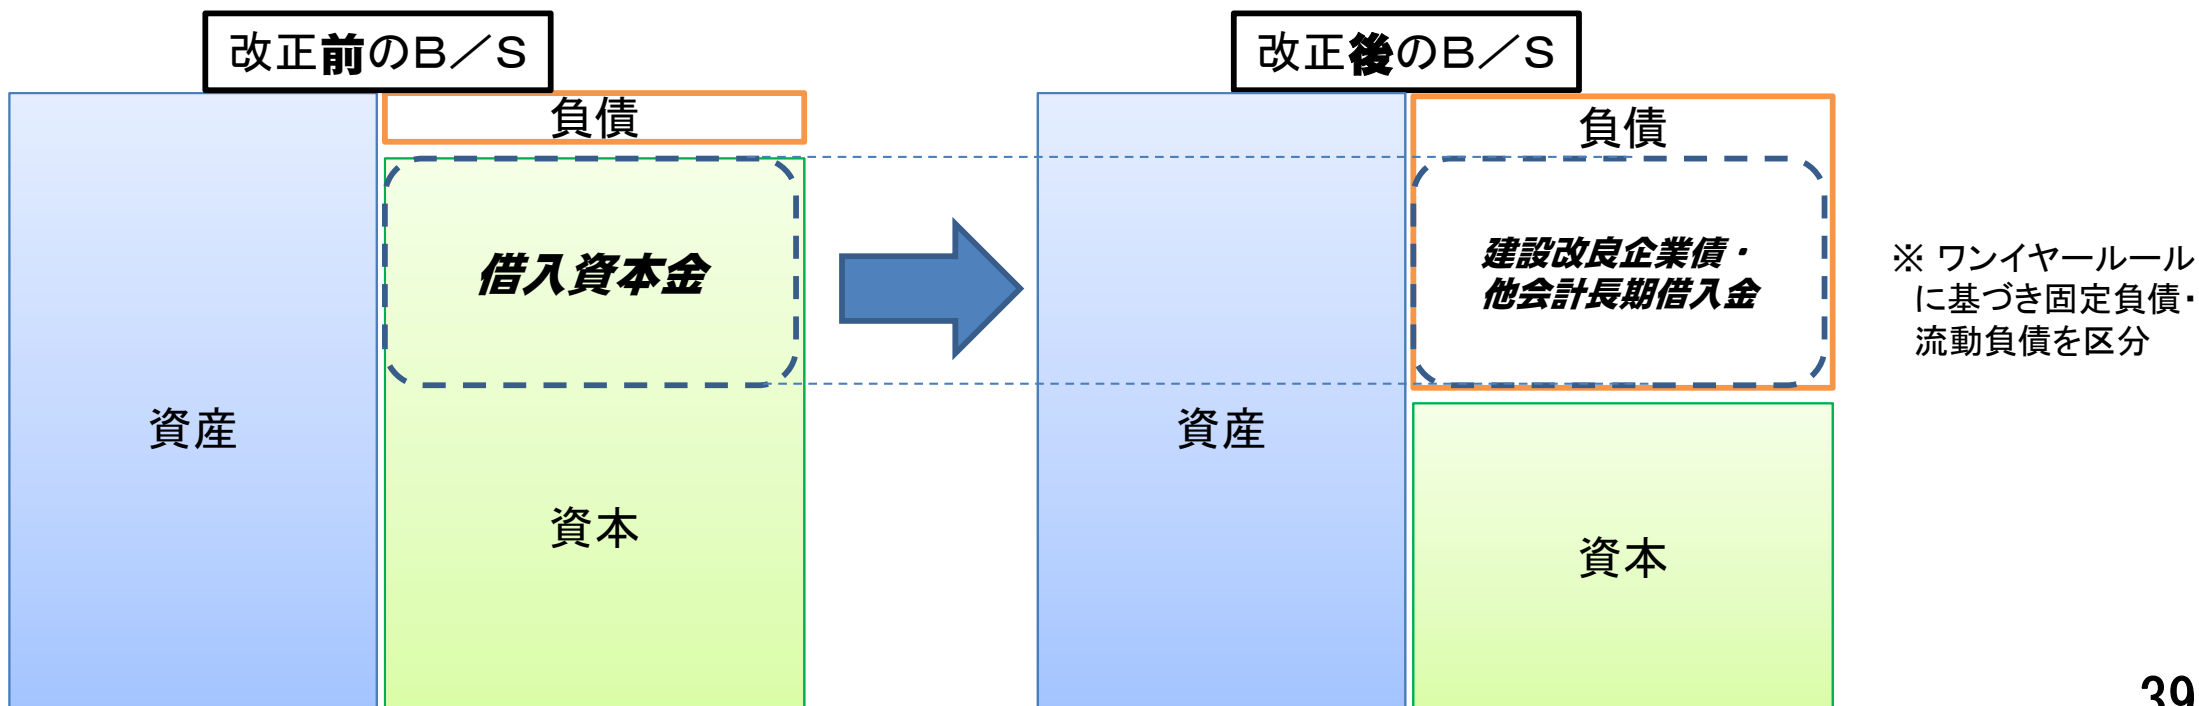 改正前のB／S
改正後のB／S
負債
負債
借入資本金
建設改良企業債・
他会計長期借入金
※ ワンイヤールール
に基づき固定負債・
流動負債を区分
資産
資産
資本
資本
39